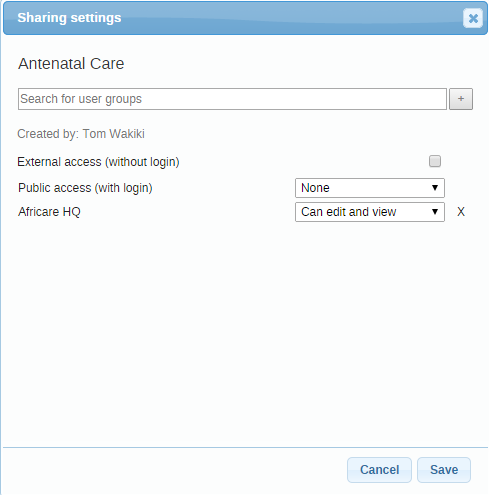 Sharing settings
Antenatal Care
Search for user groups +
Created by: Tom Wakiki
External access (without login)
Public access (with login) None
Africare HQ Can edit and view X
Cancel Save